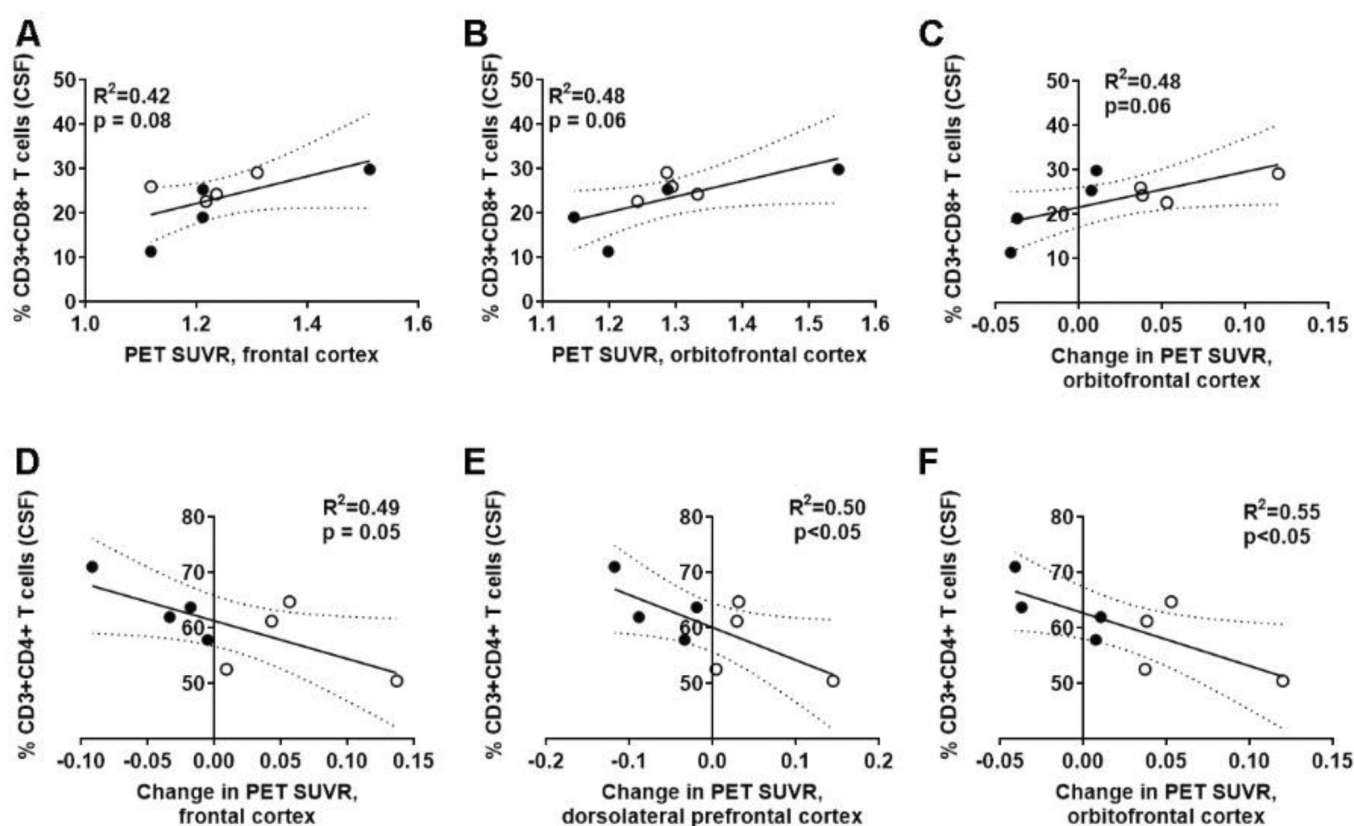 A
% CD3+CD8+ T cells (CSF)
R²=0.42
p = 0.08
50
40
30
20
10
0
1.0 1.2 1.4 1.6
PET SUVR, frontal cortex
B
% CD3+CD8+ T cells (CSF)
R²=0.48
p = 0.06
50
40
30
20
10
0
1.1 1.2 1.3 1.4 1.5 1.6
PET SUVR, orbitofrontal cortex
C
% CD3+CD8+ T cells (CSF)
R²=0.48
p=0.06
50
40
30
20
10
-0.05 0.00 0.05 0.10 0.15
Change in PET SUVR,
orbitofrontal cortex
D
% CD3+CD4+ T cells (CSF)
R²=0.49
p = 0.05
80
70
60
50
-0.10 -0.05 0.00 0.05 0.10 0.15
Change in PET SUVR,
frontal cortex
E
% CD3+CD4+ T cells (CSF)
R²=0.50
p<0.05
80
70
60
50
-0.2 -0.1 0.0 0.1 0.2
Change in PET SUVR,
dorsolateral prefrontal cortex
F
% CD3+CD4+ T cells (CSF)
R²=0.55
p<0.05
80
70
60
50
-0.05 0.00 0.05 0.10 0.15
Change in PET SUVR,
orbitofrontal cortex